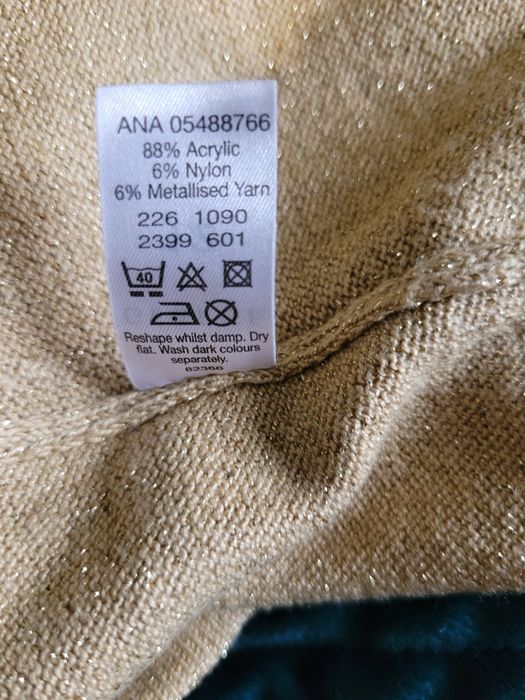 ANA 05488766
88% Acrylic
6% Nylon
6% Metallised Yarn
226 1090
2399 601
40
Reshape whilst damp. Dry
flat. Wash dark colours
separately.
82366